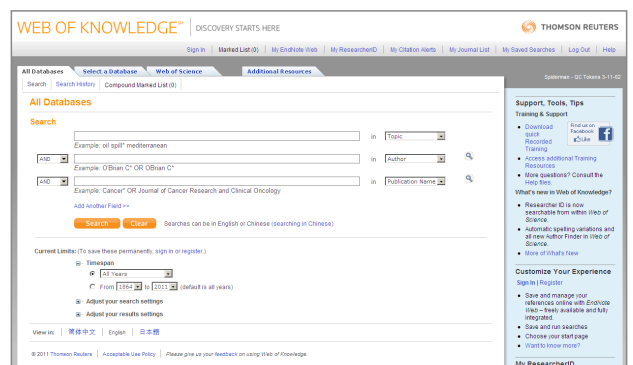 WEB OF KNOWLEDGE℠ | DISCOVERY STARTS HERE
THOMSON REUTERS
Sign In | Marked List (0) | My EndNote Web | My ResearcherID | My Citation Alerts | My Journal List | My Saved Searches | Log Out | Help
All Databases Select a Database Web of Science Additional Resources
Spiderman - QC Tokens 3-11-02
Search | Search History | Compound Marked List (0)
All Databases
Search
in Topic
Example: oil spill* mediterranean
AND in Author
Example: O'Brian C* OR OBrian C*
AND in Publication Name
Example: Cancer* OR Journal of Cancer Research and Clinical Oncology
Add Another Field >>
Search Clear Searches can be in English or Chinese (searching in Chinese)
Current Limits: (To save these permanently, sign in or register.)
Timespan
All Years
From 1864 to 2011 (default is all years)
Adjust your search settings
Adjust your results settings
View in: | 简体中文 | English | 日本語
© 2011 Thomson Reuters | Acceptable Use Policy | Please give us your feedback on using Web of Knowledge.
Support, Tools, Tips
Training & Support
Download
quick
Recorded
Training
Find us on
Facebook
Like
Access additional Training
Resources
More questions? Consult the
Help files.
What's new in Web of Knowledge?
Researcher ID is now
searchable from within Web of
Science.
Automatic spelling variations and
all new Author Finder in Web of
Science.
More of What's New
Customize Your Experience
Sign In | Register
Save and manage your
references online with EndNote
Web – freely available and fully
integrated.
Save and run searches
Choose your start page
Want to know more?
My ResearcherID